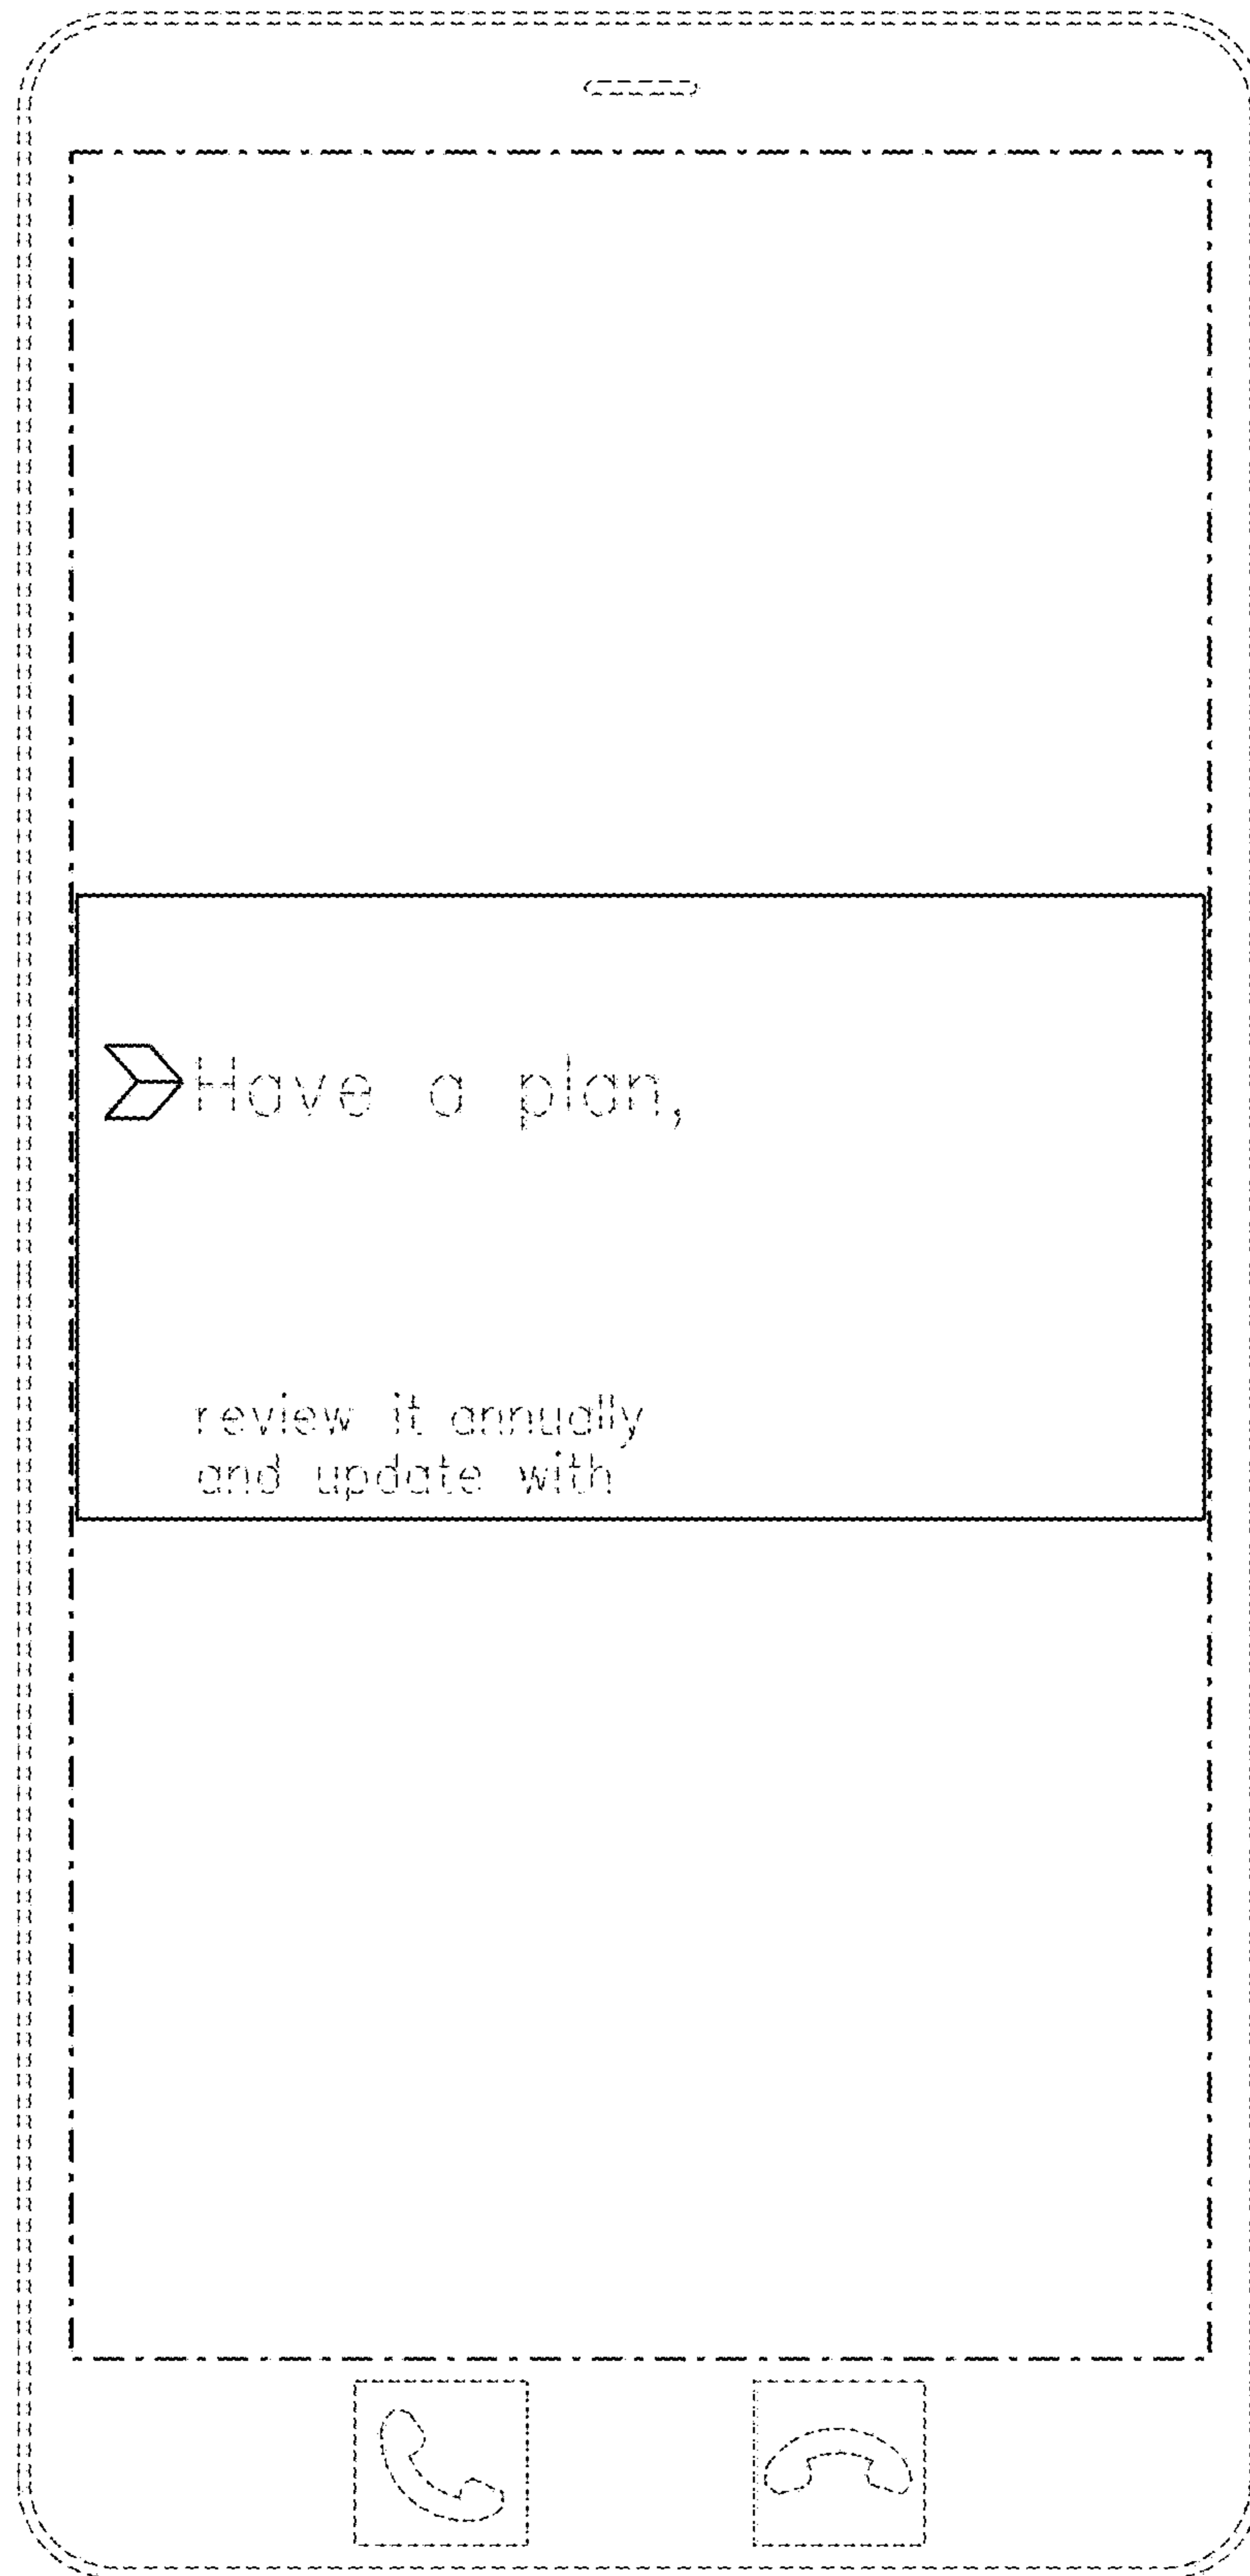 Have a plan,
review it annually
and update with